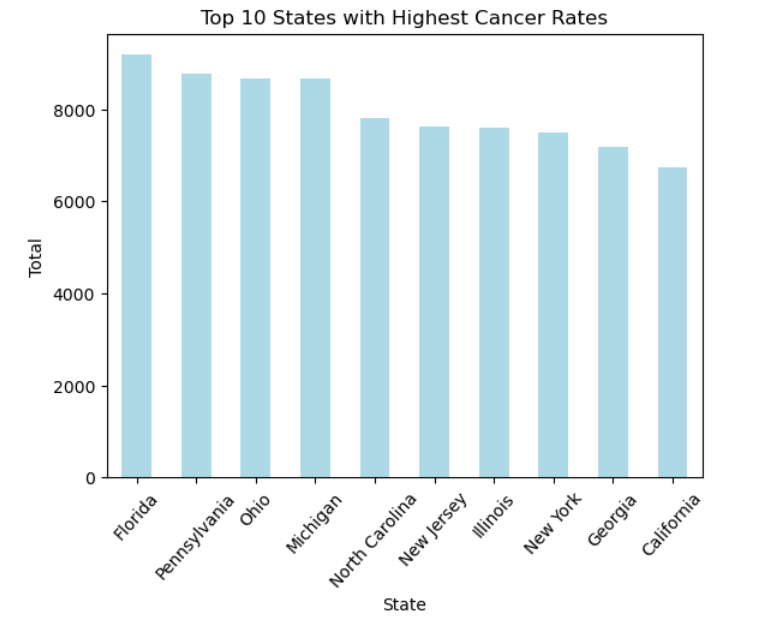 Top 10 States with Highest Cancer Rates
Total
8000
6000
4000
2000
0
Florida
Pennsylvania
Ohio
Michigan
North Carolina
New Jersey
Illinois
New York
Georgia
California
State